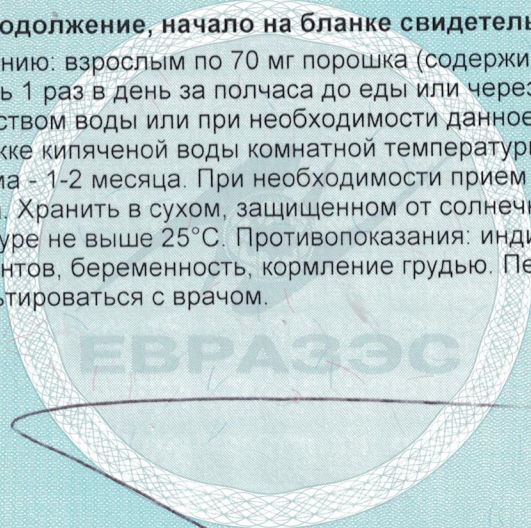 одолжение, начало на бланке свидетель
нию: взрослым по 70 мг порошка (содержи
ь 1 раз в день за полчаса до еды или через
ством воды или при необходимости данное
жке кипяченой воды комнатной температур
ма - 1-2 месяца. При необходимости прием
. Хранить в сухом, защищенном от солнечн
уре не выше 25°С. Противопоказания: инди
нтов, беременность, кормление грудью. Пе
ьтироваться с врачом.
ЕВРАЗЭС